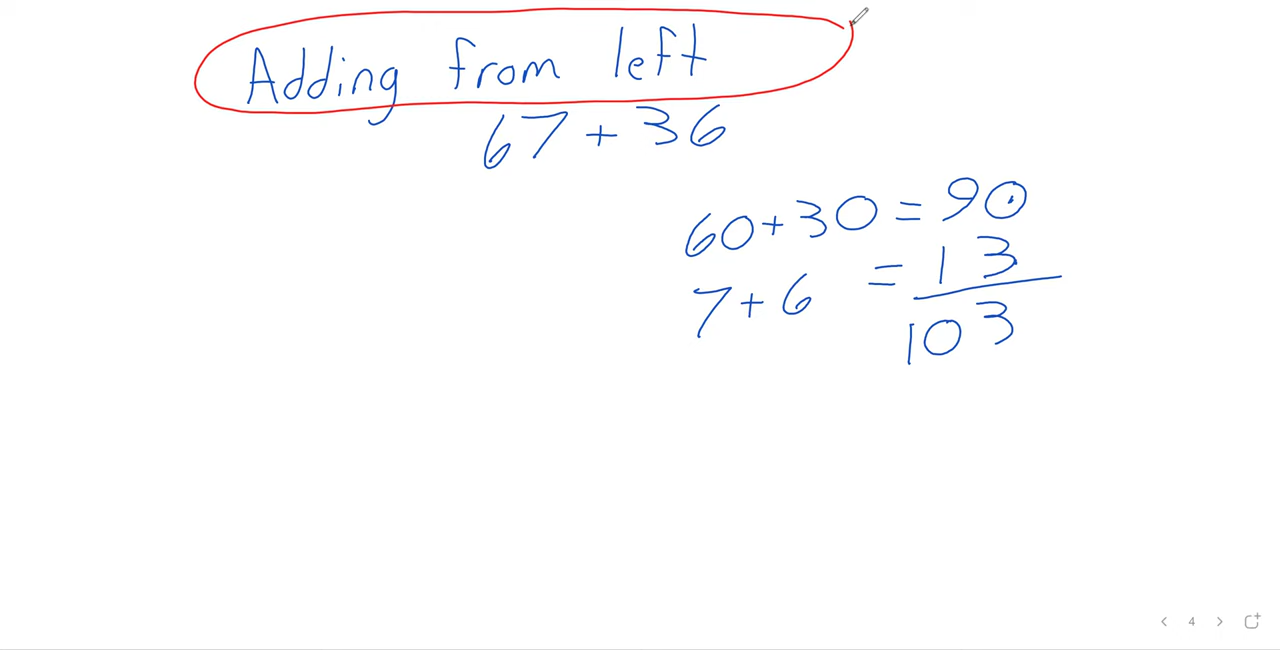 Adding from left
67 + 36
60 + 30 = 90
7 + 6 = 13
103
4